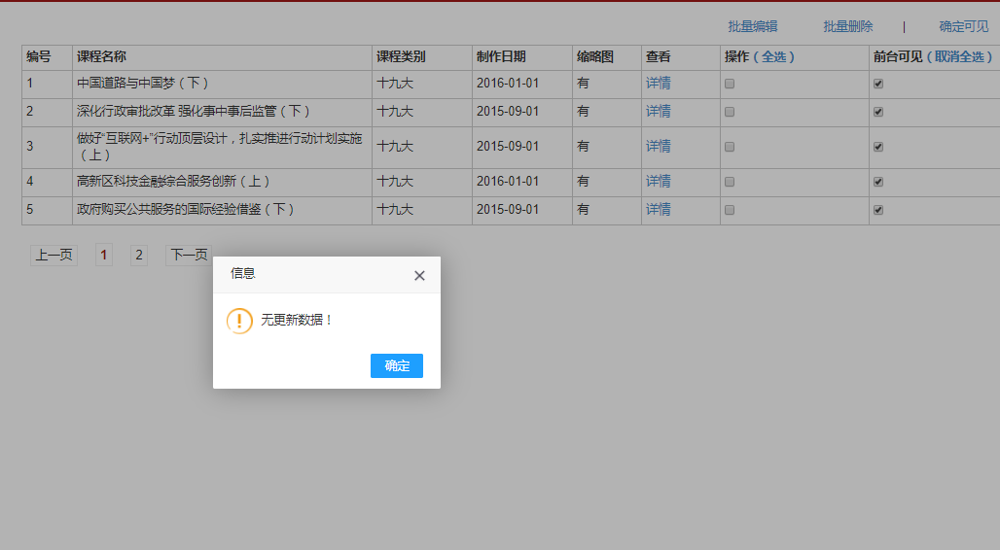 批量编辑 批量删除 | 确定可见
编号 课程名称 课程类别 制作日期 缩略图 查看 操作（全选） 前台可见（取消全选）
1 中国道路与中国梦（下） 十九大 2016-01-01 有 详情
2 深化行政审批改革 强化事中事后监管（下） 十九大 2015-09-01 有 详情
3 做好“互联网+”行动顶层设计，扎实推进行动计划实施
（上） 十九大 2015-09-01 有 详情
4 高新区科技金融综合服务创新（上） 十九大 2016-01-01 有 详情
5 政府购买公共服务的国际经验借鉴（下） 十九大 2015-09-01 有 详情
上一页 1 2 下一页
信息
无更新数据！
确定